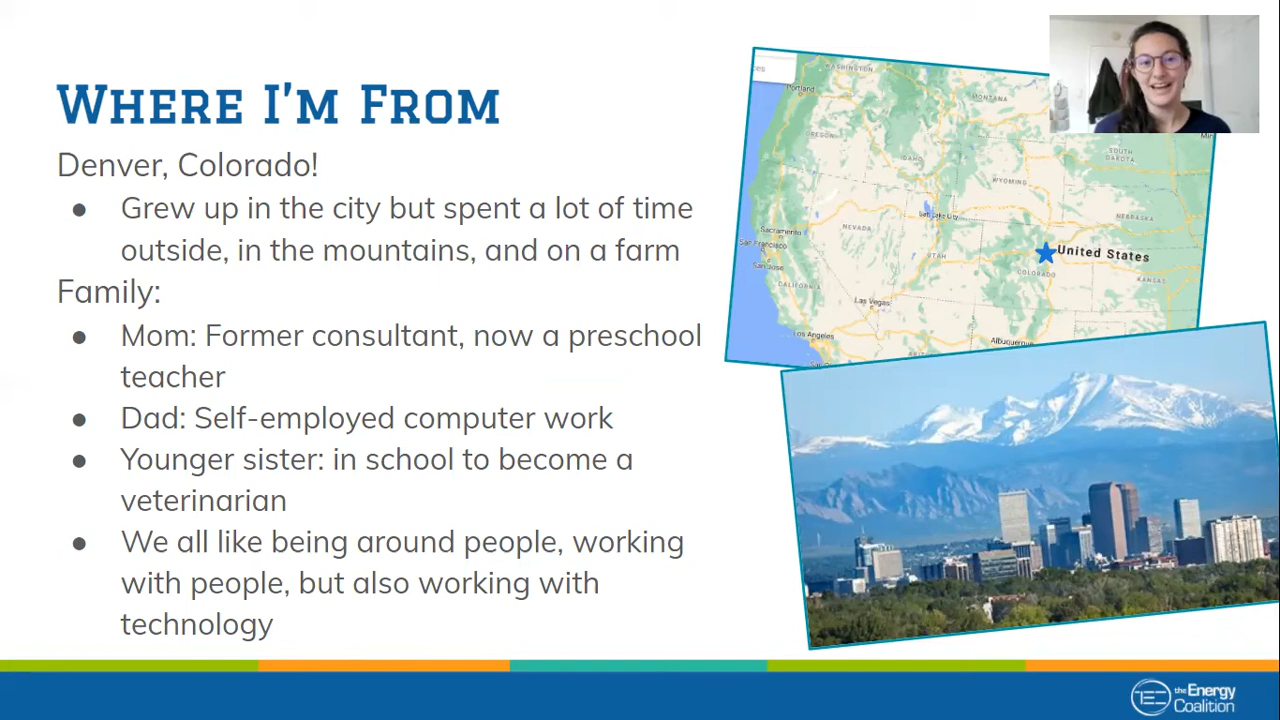 Where I'm From
Denver, Colorado!
● Grew up in the city but spent a lot of time
outside, in the mountains, and on a farm
Family:
● Mom: Former consultant, now a preschool
teacher
● Dad: Self-employed computer work
● Younger sister: in school to become a
veterinarian
● We all like being around people, working
with people, but also working with
technology
WASHINGTON
Portland
MONTANA
OREGON
IDAHO
SOUTH
DAKOTA
WYOMING
NEBRASKA
Salt Lake City
NEVADA
Sacramento
San Francisco
San Jose
UTAH
United States
COLORADO
KANSAS
CALIFORNIA
Las Vegas
Los Angeles
Albuquerque
the Energy
Coalition